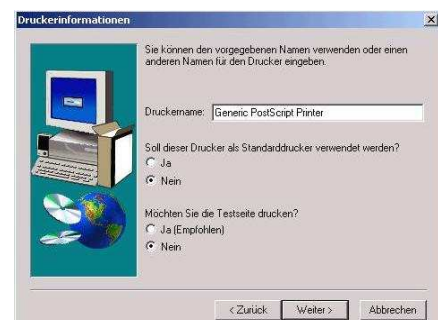 Druckerinformationen
Sie können den vorgegebenen Namen verwenden oder einen
anderen Namen für den Drucker eingeben.
Druckername: Generic PostScript Printer
Soll dieser Drucker als Standarddrucker verwendet werden?
Ja
Nein
Möchten Sie die Testseite drucken?
Ja (Empfohlen)
Nein
< Zurück Weiter > Abbrechen